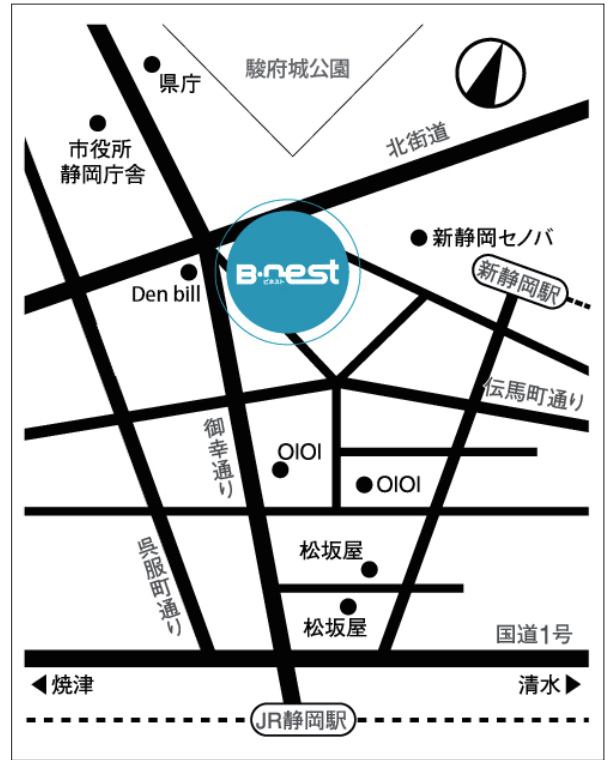 駿府城公園
県庁
市役所
静岡庁舎
北街道
新静岡セノバ
B・nest
ビネスト
Den bill
新静岡駅
伝馬町通り
御幸通り
OIOI
OIOI
呉服町通り
松坂屋
松坂屋
国道1号
◀焼津
清水▶
JR静岡駅